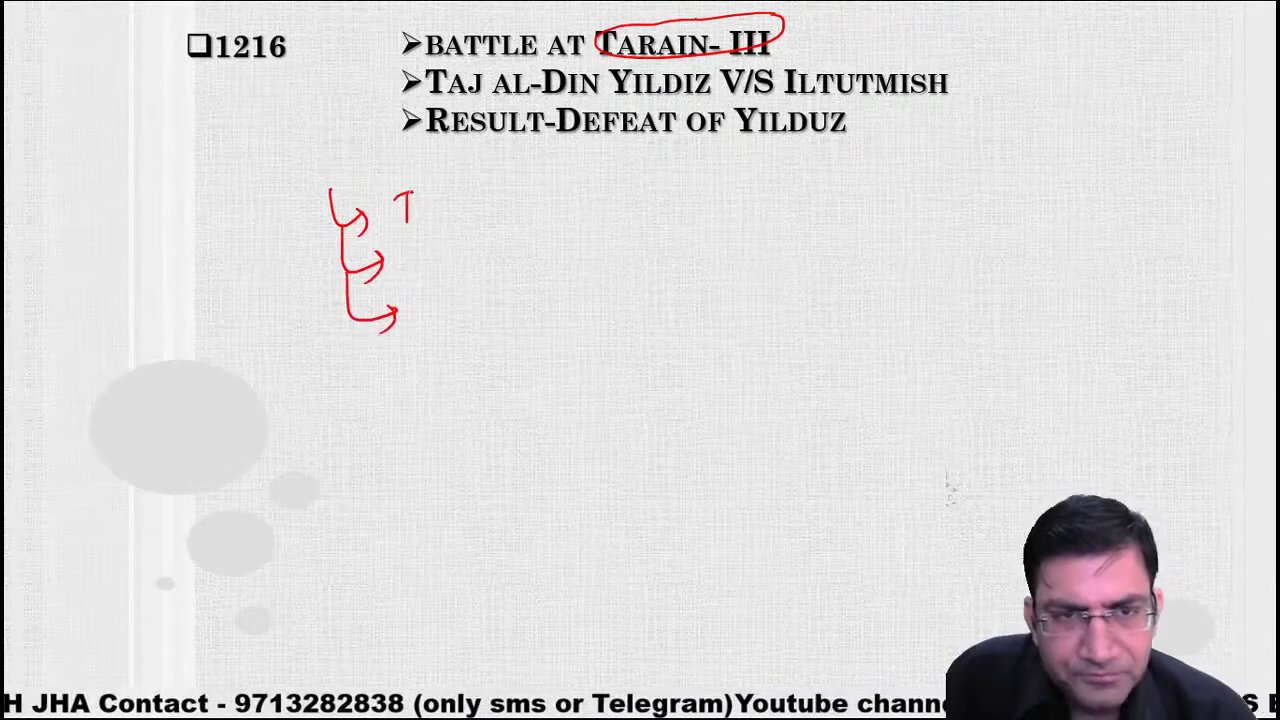 ❑1216
➢BATTLE AT TARAIN- III
➢TAJ AL-DIN YILDIZ V/S ILTUTMISH
➢RESULT-DEFEAT OF YILDUZ
T
H JHA Contact - 9713282838 (only sms or Telegram)Youtube chann